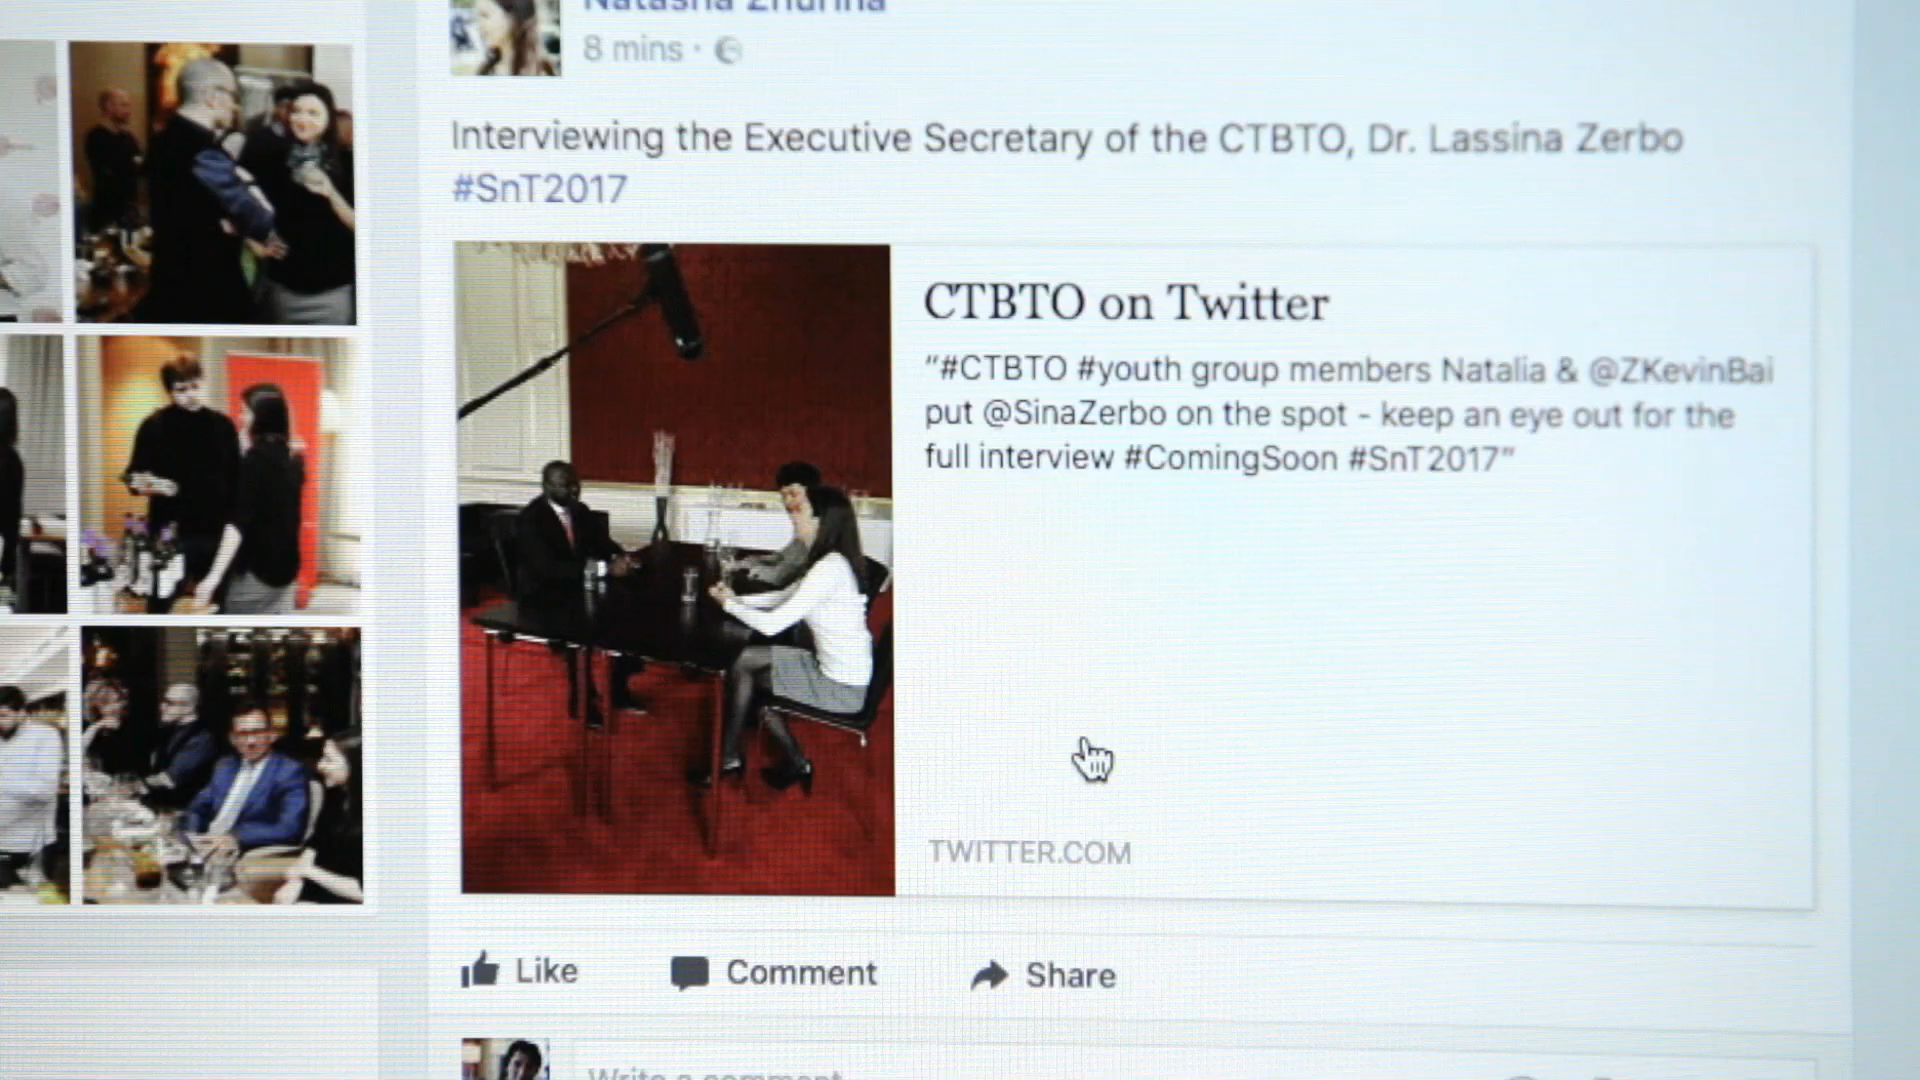 Natasha Zhurina
8 mins ·
Interviewing the Executive Secretary of the CTBTO, Dr. Lassina Zerbo
#SnT2017
CTBTO on Twitter
“#CTBTO #youth group members Natalia & @ZKevinBai
put @SinaZerbo on the spot - keep an eye out for the
full interview #ComingSoon #SnT2017”
TWITTER.COM
Like Comment Share
Write a comment...